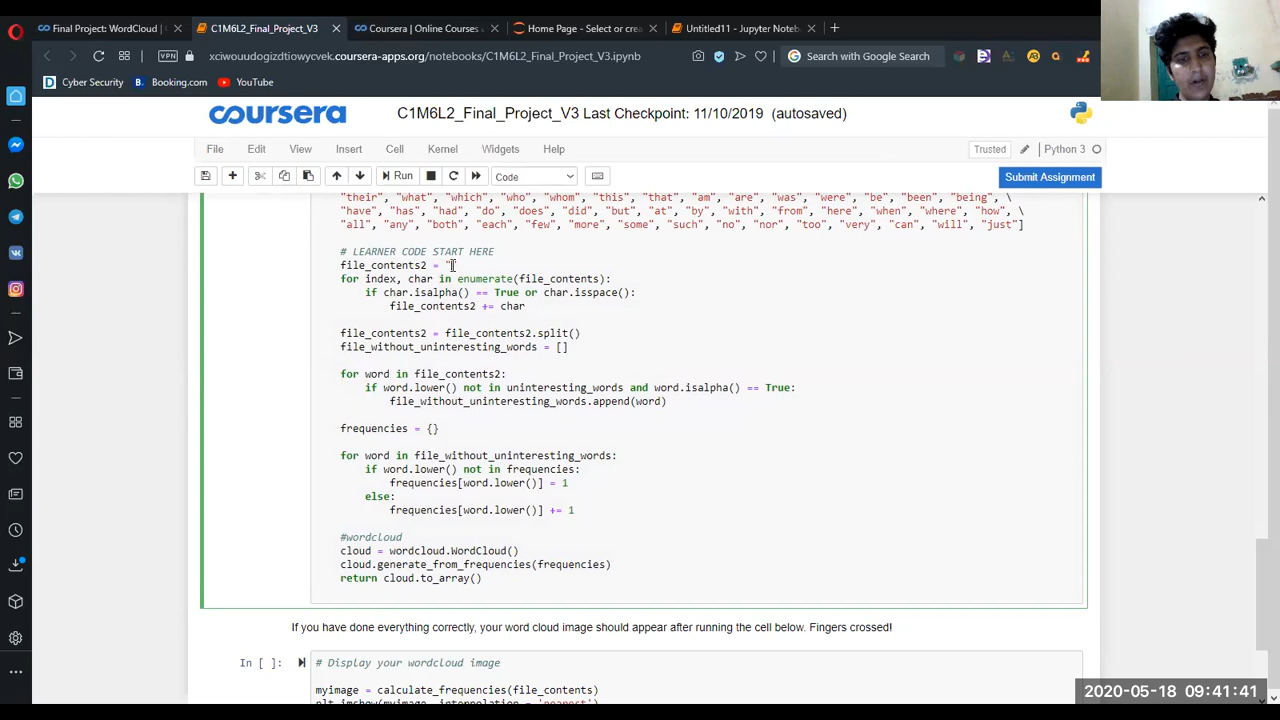 Final Project: WordCloud |
C1M6L2_Final_Project_V3
Coursera | Online Courses
Home Page - Select or crea
Untitled11 - Jupyter Notebook
VPN
xciwouudogizdtiowycvek.coursera-apps.org/notebooks/C1M6L2_Final_Project_V3.ipynb
Search with Google Search
Cyber Security
Booking.com
YouTube
coursera
C1M6L2_Final_Project_V3 Last Checkpoint: 11/10/2019 (autosaved)
File Edit View Insert Cell Kernel Widgets Help
Trusted
Python 3
Run
Code
Submit Assignment
"their", "what", "which", "who", "whom", "this", "that", "am", "are", "was", "were", "be", "been", "being", \
"have", "has", "had", "do", "does", "did", "but", "at", "by", "with", "from", "here", "when", "where", "how", \
"all", "any", "both", "each", "few", "more", "some", "such", "no", "nor", "too", "very", "can", "will", "just"]
# LEARNER CODE START HERE
file_contents2 =
for index, char in enumerate(file_contents):
if char.isalpha() == True or char.isspace():
file_contents2 += char
file_contents2 = file_contents2.split()
file_without_uninteresting_words = []
for word in file_contents2:
if word.lower() not in uninteresting_words and word.isalpha() == True:
file_without_uninteresting_words.append(word)
frequencies = {}
for word in file_without_uninteresting_words:
if word.lower() not in frequencies:
frequencies[word.lower()] = 1
else:
frequencies[word.lower()] += 1
#wordcloud
cloud = wordcloud.WordCloud()
cloud.generate_from_frequencies(frequencies)
return cloud.to_array()
If you have done everything correctly, your word cloud image should appear after running the cell below. Fingers crossed!
In [ ]:
# Display your wordcloud image
myimage = calculate_frequencies(file_contents)
plt.imshow(myimage, interpolation = 'nearest')
2020-05-18 09:41:41